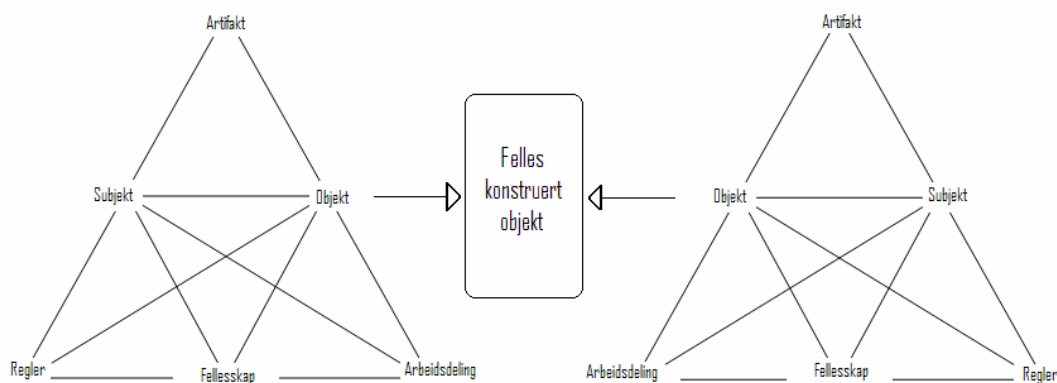 Artifakt
Artifakt
Felles
konstruert
objekt
Subjekt
Objekt
Objekt
Subjekt
Regler
Fellesskap
Arbeidsdeling
Arbeidsdeling
Fellesskap
Regler